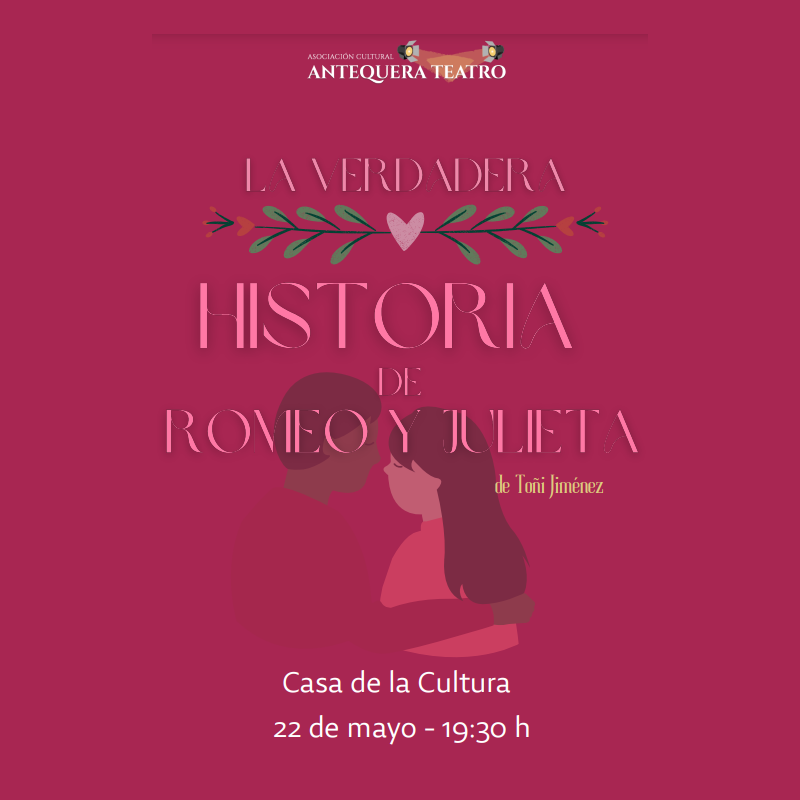 ASOCIACIÓN CULTURAL
ANTEQUERA TEATRO
LA VERDADERA
HISTORIA
DE
ROMEO Y JULIETA
de Toñi Jiménez
Casa de la Cultura
22 de mayo - 19:30 h